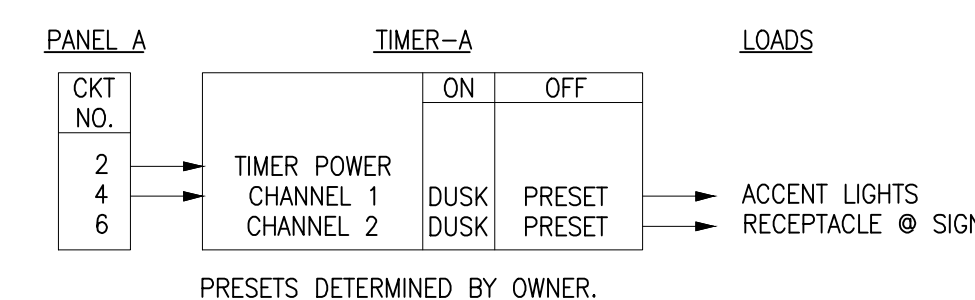 PANEL A TIMER-A LOADS
CKT ON OFF
NO.
2 TIMER POWER
4 CHANNEL 1 DUSK PRESET ACCENT LIGHTS
6 CHANNEL 2 DUSK PRESET RECEPTACLE @ SIGN
PRESETS DETERMINED BY OWNER.